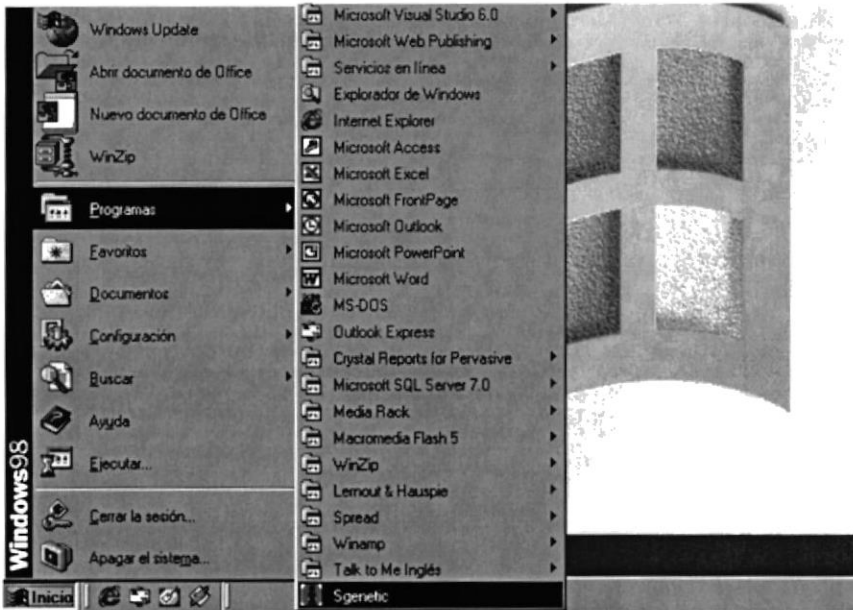 Windows Update
Abrir documento de Office
Nuevo documento de Office
WinZip
Programas
Favoritos
Documentos
Configuración
Buscar
Ayuda
Ejecutar...
Cerrar la sesión...
Apagar el sistema...
Windows98
Inicio
Microsoft Visual Studio 6.0
Microsoft Web Publishing
Servicios en línea
Explorador de Windows
Internet Explorer
Microsoft Access
Microsoft Excel
Microsoft FrontPage
Microsoft Outlook
Microsoft PowerPoint
Microsoft Word
MS-DOS
Outlook Express
Crystal Reports for Pervasive
Microsoft SQL Server 7.0
Media Rack
Macromedia Flash 5
WinZip
Lernout & Hauspie
Spread
Winamp
Talk to Me Inglés
Sgenetic